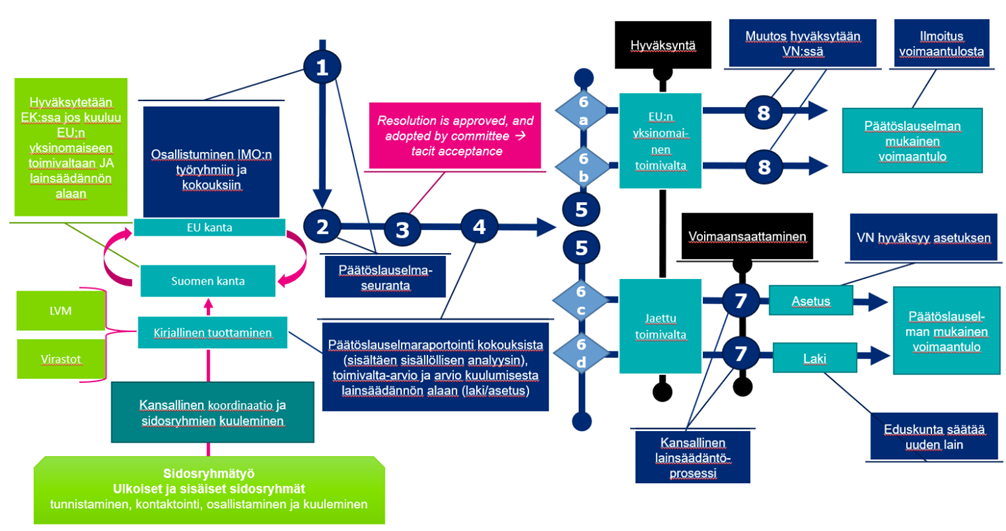 Hyväksytetään
EK:ssa jos kuuluu
EU:n
yksinomaiseen
toimivaltaan JA
lainsäädännön
alaan
Osallistuminen IMO:n
työryhmiin ja
kokouksiin
EU kanta
Suomen kanta
LVM
Virastot
Kirjallinen tuottaminen
Kansallinen koordinaatio ja
sidosryhmien kuuleminen
Sidosryhmätyö
Ulkoiset ja sisäiset sidosryhmät
tunnistaminen, kontaktointi, osallistaminen ja kuuleminen
1
2
3
4
Resolution is approved, and
adopted by committee →
tacit acceptance
Päätöslauselma-
seuranta
Päätöslauselmaraportointi kokouksista
(sisältäen sisällöllisen analyysin),
toimivalta-arvio ja arvio kuulumisesta
lainsäädännön alaan (laki/asetus)
5
5
6
a
6
b
6
c
6
d
Hyväksyntä
EU:n
yksinomai-
nen
toimivalta
Muutos hyväksytään
VN:ssä
8
8
Ilmoitus
voimaantulosta
Päätöslauselman
mukainen
voimaantulo
Voimaansaattaminen
VN hyväksyy asetuksen
Jaettu
toimivalta
7
7
Asetus
Laki
Päätöslausel-
man mukainen
voimaantulo
Kansallinen
lainsäädäntö-
prosessi
Eduskunta säätää
uuden lain